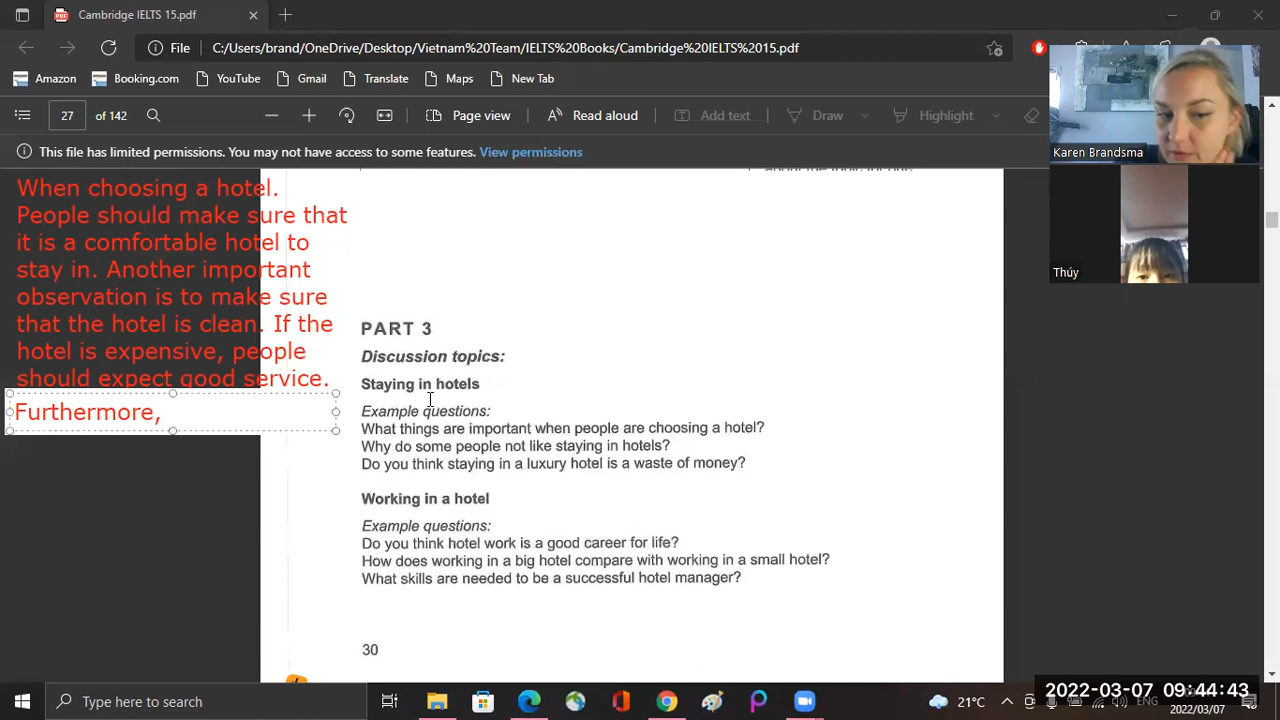 Cambridge IELTS 15.pdf
File
C:/Users/brand/OneDrive/Desktop/Vietnam%20Team/IELTS%20Books/Cambridge%20IELTS%2015.pdf
Amazon
Booking.com
YouTube
Gmail
Translate
Maps
New Tab
27 of 142
Page view
Read aloud
Add text
Draw
Highlight
This file has limited permissions. You may not have access to some features. View permissions
Karen Brandsma
Thúy
When choosing a hotel.
People should make sure that
it is a comfortable hotel to
stay in. Another important
observation is to make sure
that the hotel is clean. If the
hotel is expensive, people
should expect good service.
Furthermore,
PART 3
Discussion topics:
Staying in hotels
Example questions:
What things are important when people are choosing a hotel?
Why do some people not like staying in hotels?
Do you think staying in a luxury hotel is a waste of money?
Working in a hotel
Example questions:
Do you think hotel work is a good career for life?
How does working in a big hotel compare with working in a small hotel?
What skills are needed to be a successful hotel manager?
30
Type here to search
21°C
ENG
2022-03-07 09:44:43
2022/03/07